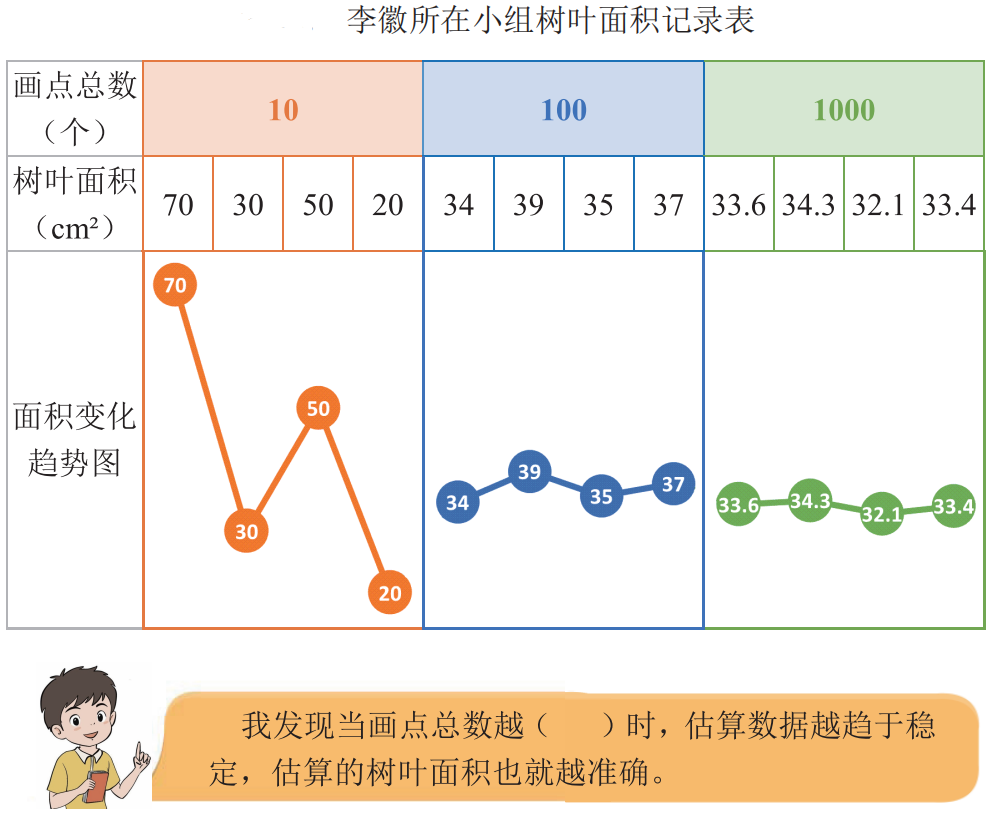 李徽所在小组树叶面积记录表
画点总数
（个）
10
100
1000
树叶面积
（cm²）
70 30 50 20 34 39 35 37 33.6 34.3 32.1 33.4
面积变化
趋势图
70
30
50
20
34
39
35
37
33.6
34.3
32.1
33.4
我发现当画点总数越（ ）时，估算数据越趋于稳
定，估算的树叶面积也就越准确。